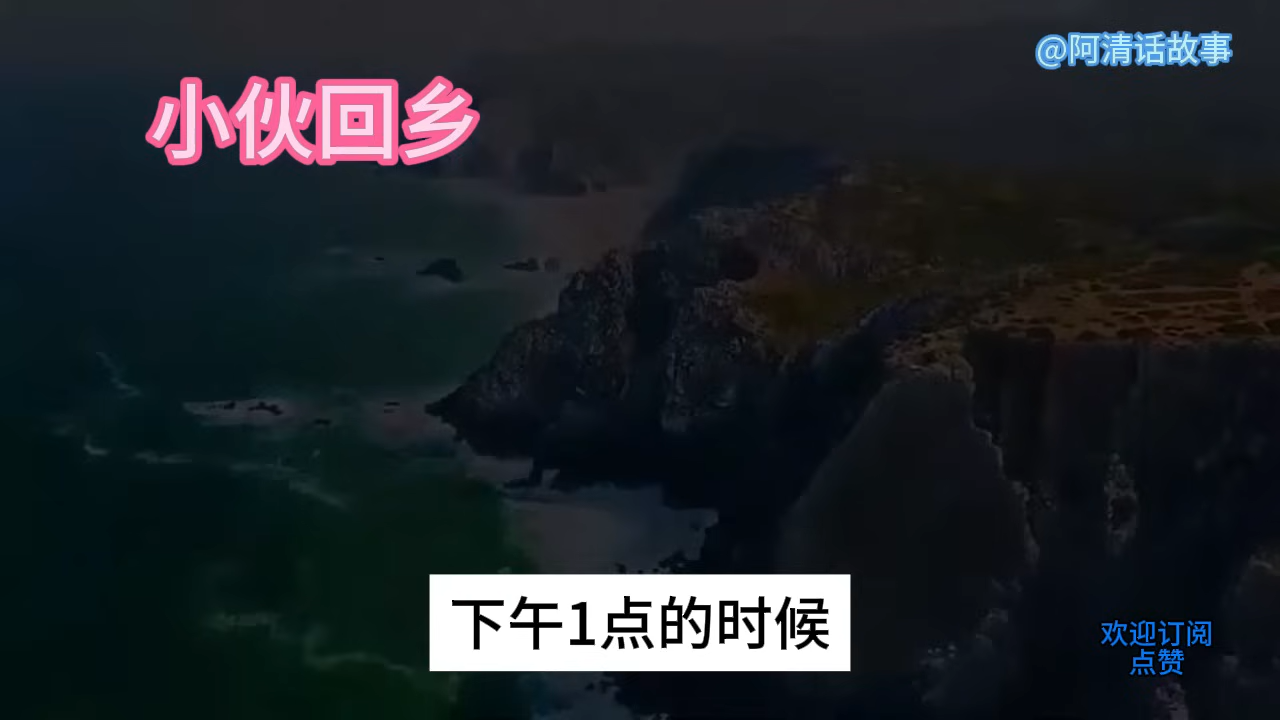 @阿清话故事
小伙回乡
下午1点的时候
欢迎订阅
点赞